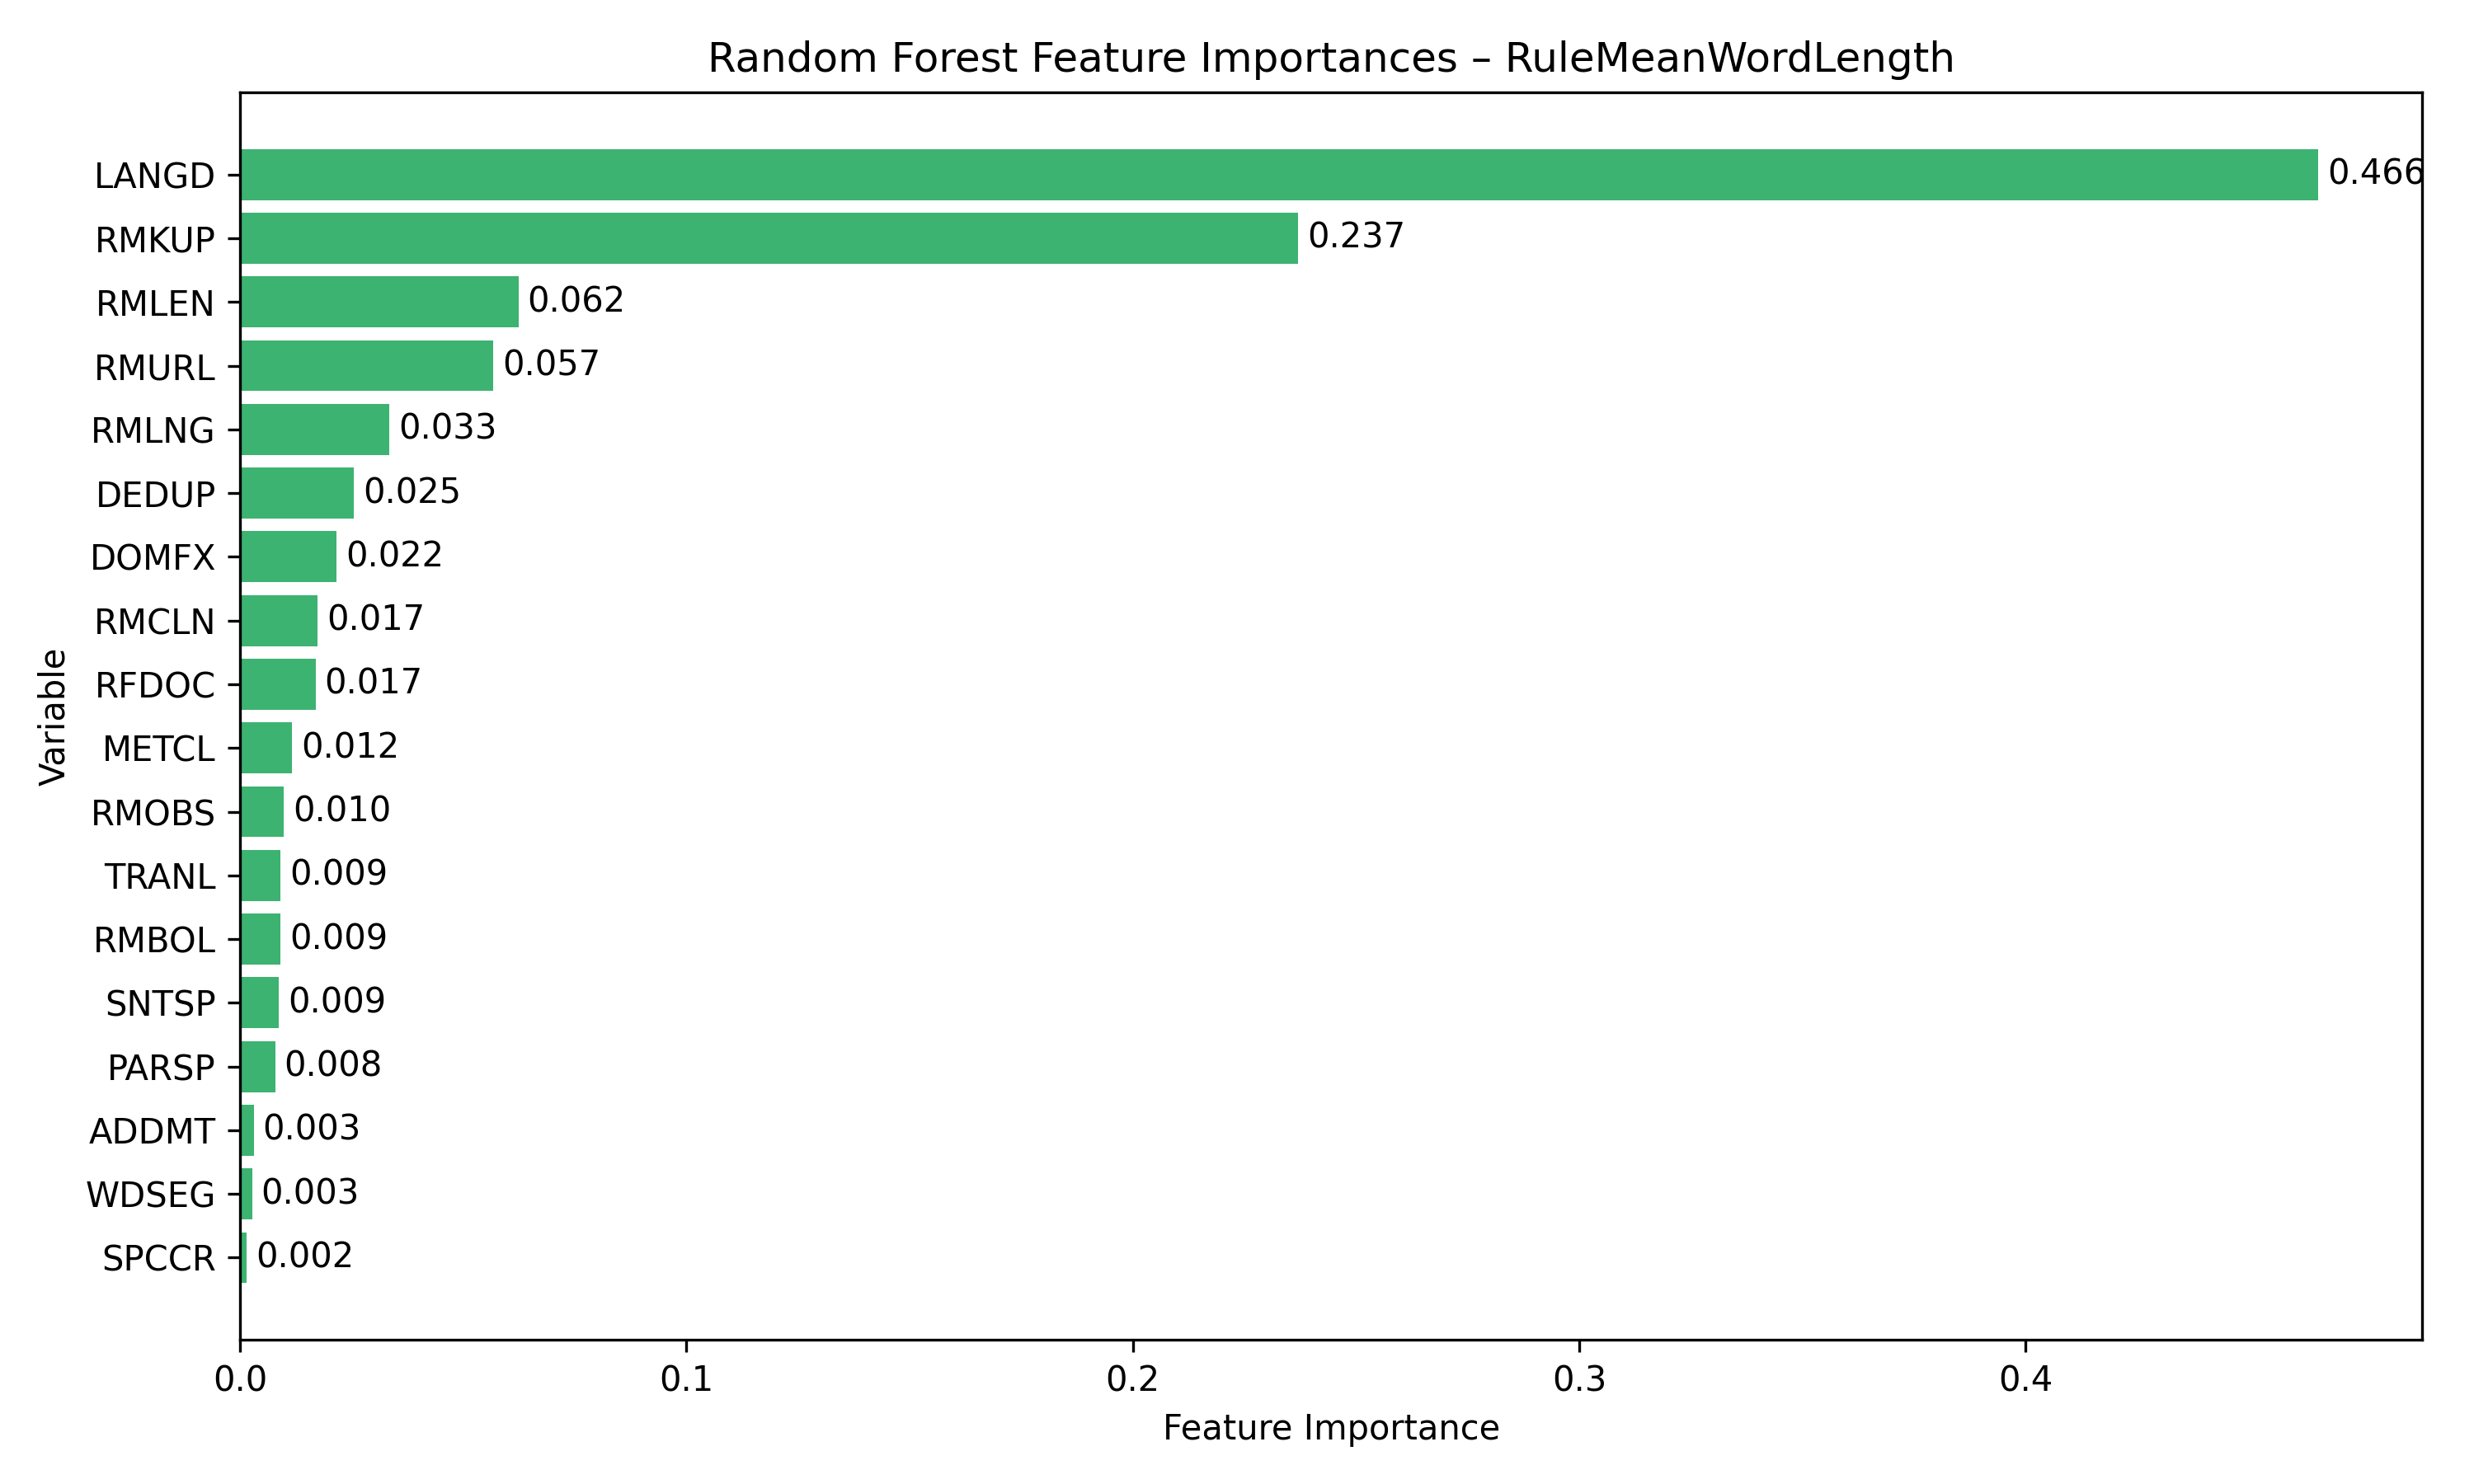 Random Forest Feature Importances – RuleMeanWordLength
LANGD 0.466
RMKUP 0.237
RMLEN 0.062
RMURL 0.057
RMLNG 0.033
DEDUP 0.025
DOMFX 0.022
RMCLN 0.017
RFDOC 0.017
METCL 0.012
RMOBS 0.010
TRANL 0.009
RMBOL 0.009
SNTSP 0.009
PARSP 0.008
ADDMT 0.003
WDSEG 0.003
SPCCR 0.002
Variable
0.0 0.1 0.2 0.3 0.4
Feature Importance